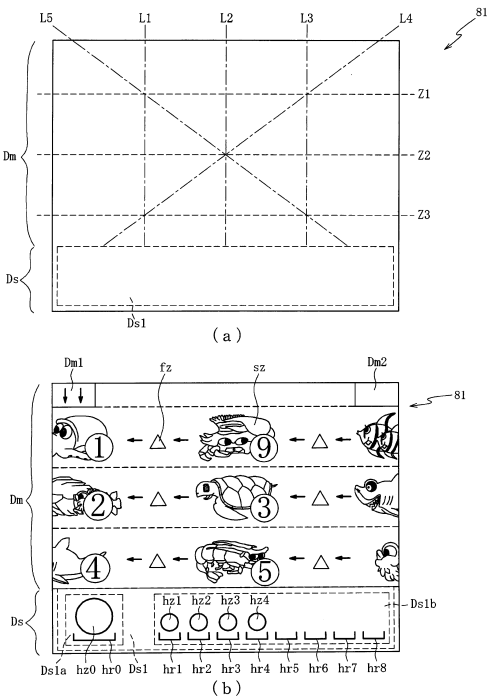 L5 L1 L2 L3 L4
81
Z1
Dm
Z2
Z3
Ds
Ds1
(a)
Dm1 fz sz Dm2
81
① ⑨
Dm
② ③
④ ⑤
hz1 hz2 hz3 hz4
Ds1b
Ds
Ds1a hz0 hr0 Ds1 hr1 hr2 hr3 hr4 hr5 hr6 hr7 hr8
(b)